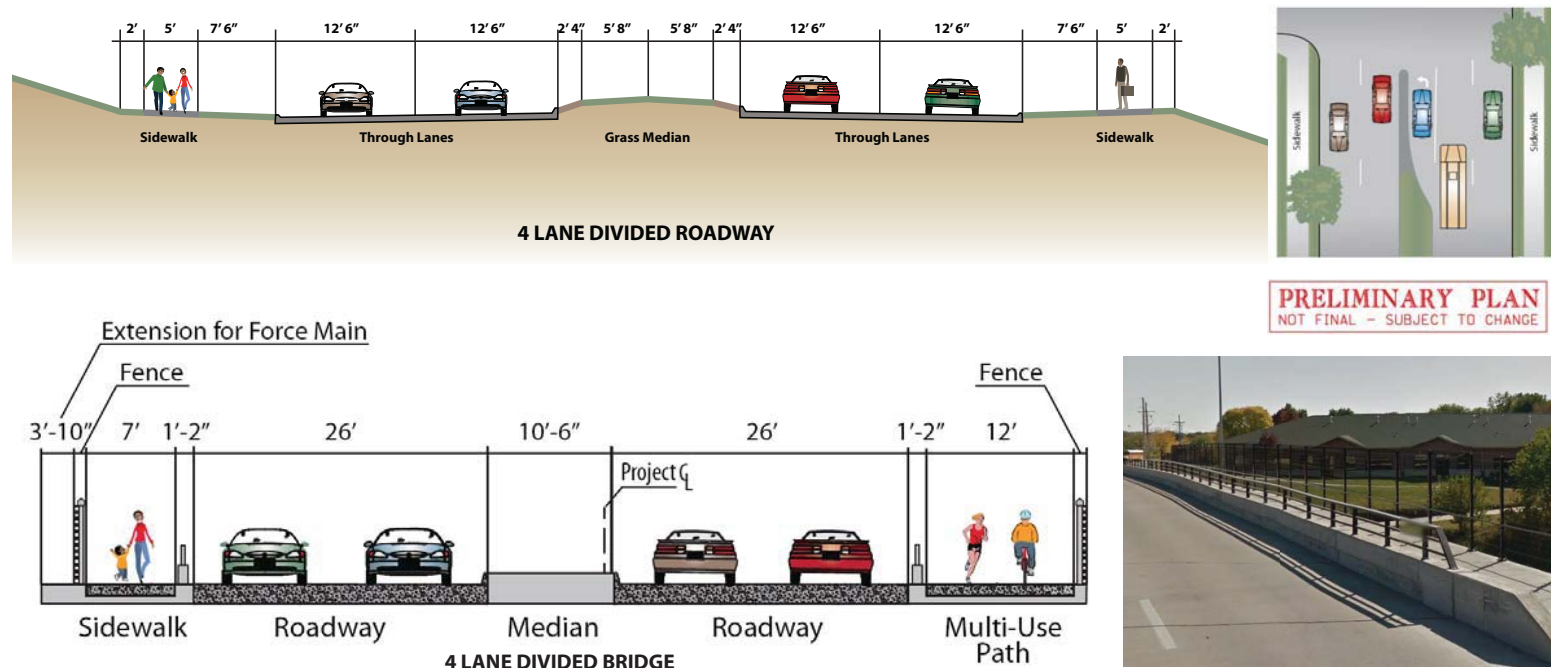 2' 5' 7' 6" 12' 6" 12' 6" 2' 4" 5' 8" 5' 8" 2' 4" 12' 6" 12' 6" 7' 6" 5' 2'
Sidewalk Through Lanes Grass Median Through Lanes Sidewalk
4 LANE DIVIDED ROADWAY
Sidewalk
Sidewalk
PRELIMINARY PLAN
NOT FINAL - SUBJECT TO CHANGE
Extension for Force Main
Fence Fence
3'-10" 7' 1'-2" 26' 10'-6" 26' 1'-2" 12'
Project ℄
Sidewalk Roadway Median Roadway Multi-Use
Path
4 LANE DIVIDED BRIDGE